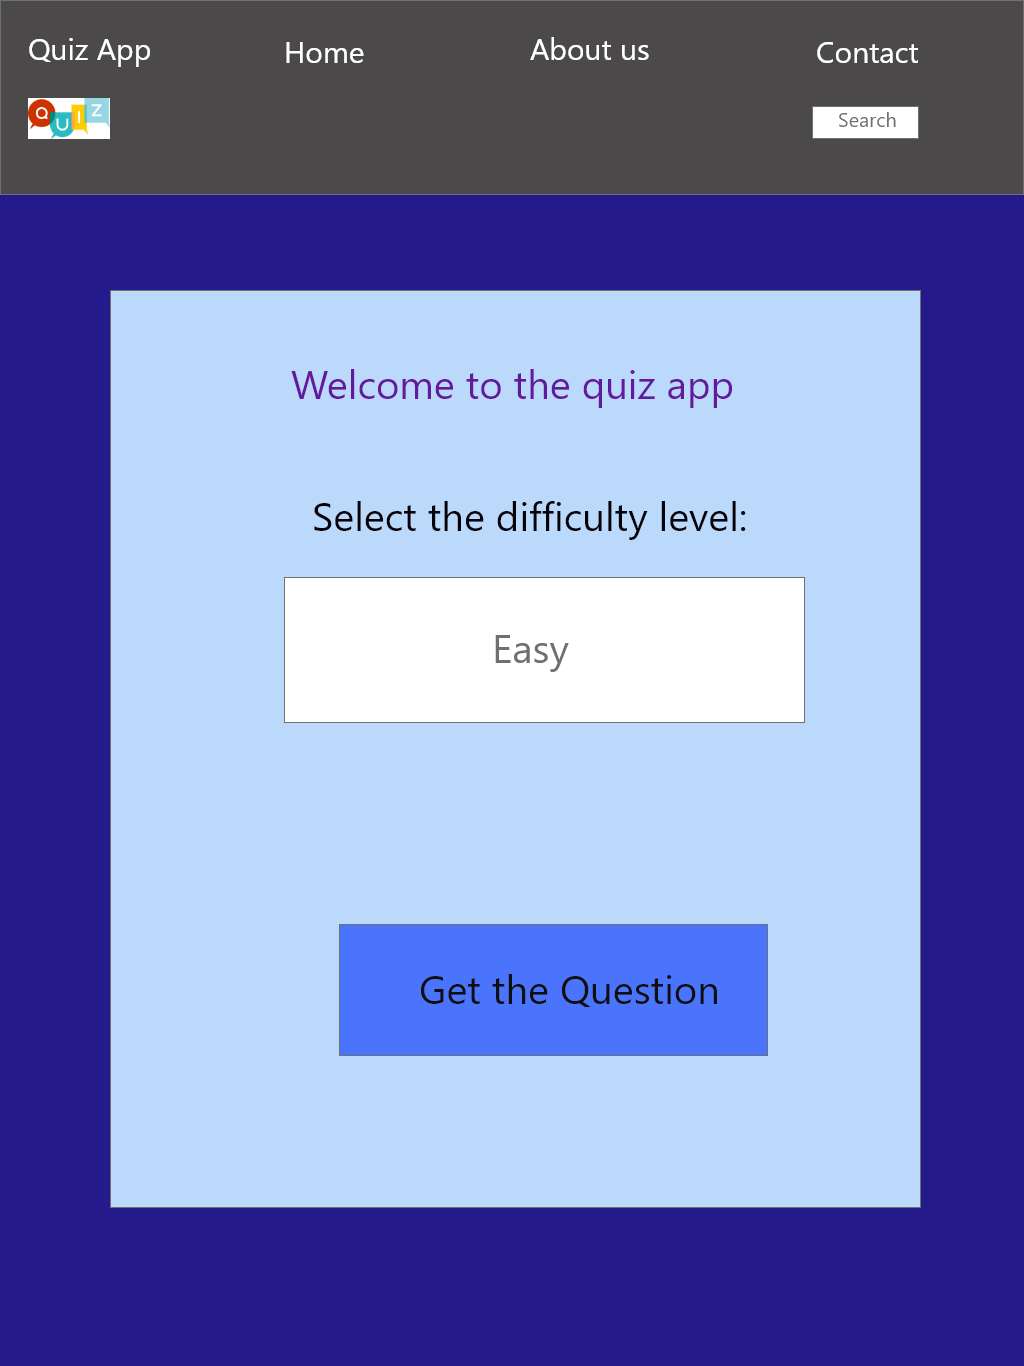 Quiz App
Home
About us
Contact
QUIZ
Search
Welcome to the quiz app
Select the difficulty level:
Easy
Get the Question